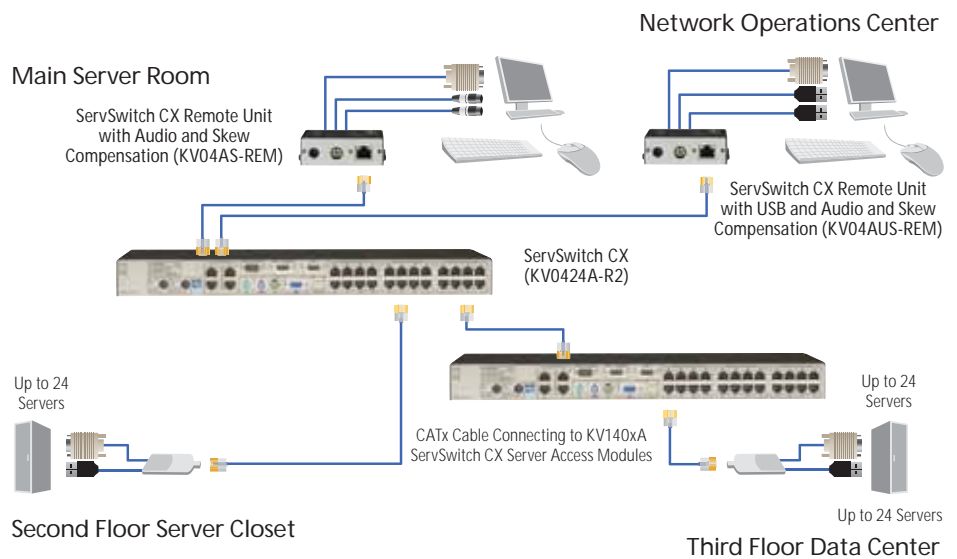 Network Operations Center
Main Server Room
ServSwitch CX Remote Unit
with Audio and Skew
Compensation (KV04AS-REM)
ServSwitch CX Remote Unit
with USB and Audio and Skew
Compensation (KV04AUS-REM)
ServSwitch CX
(KV0424A-R2)
Up to 24
Servers
CATx Cable Connecting to KV140xA
ServSwitch CX Server Access Modules
Up to 24
Servers
Second Floor Server Closet
Up to 24 Servers
Third Floor Data Center